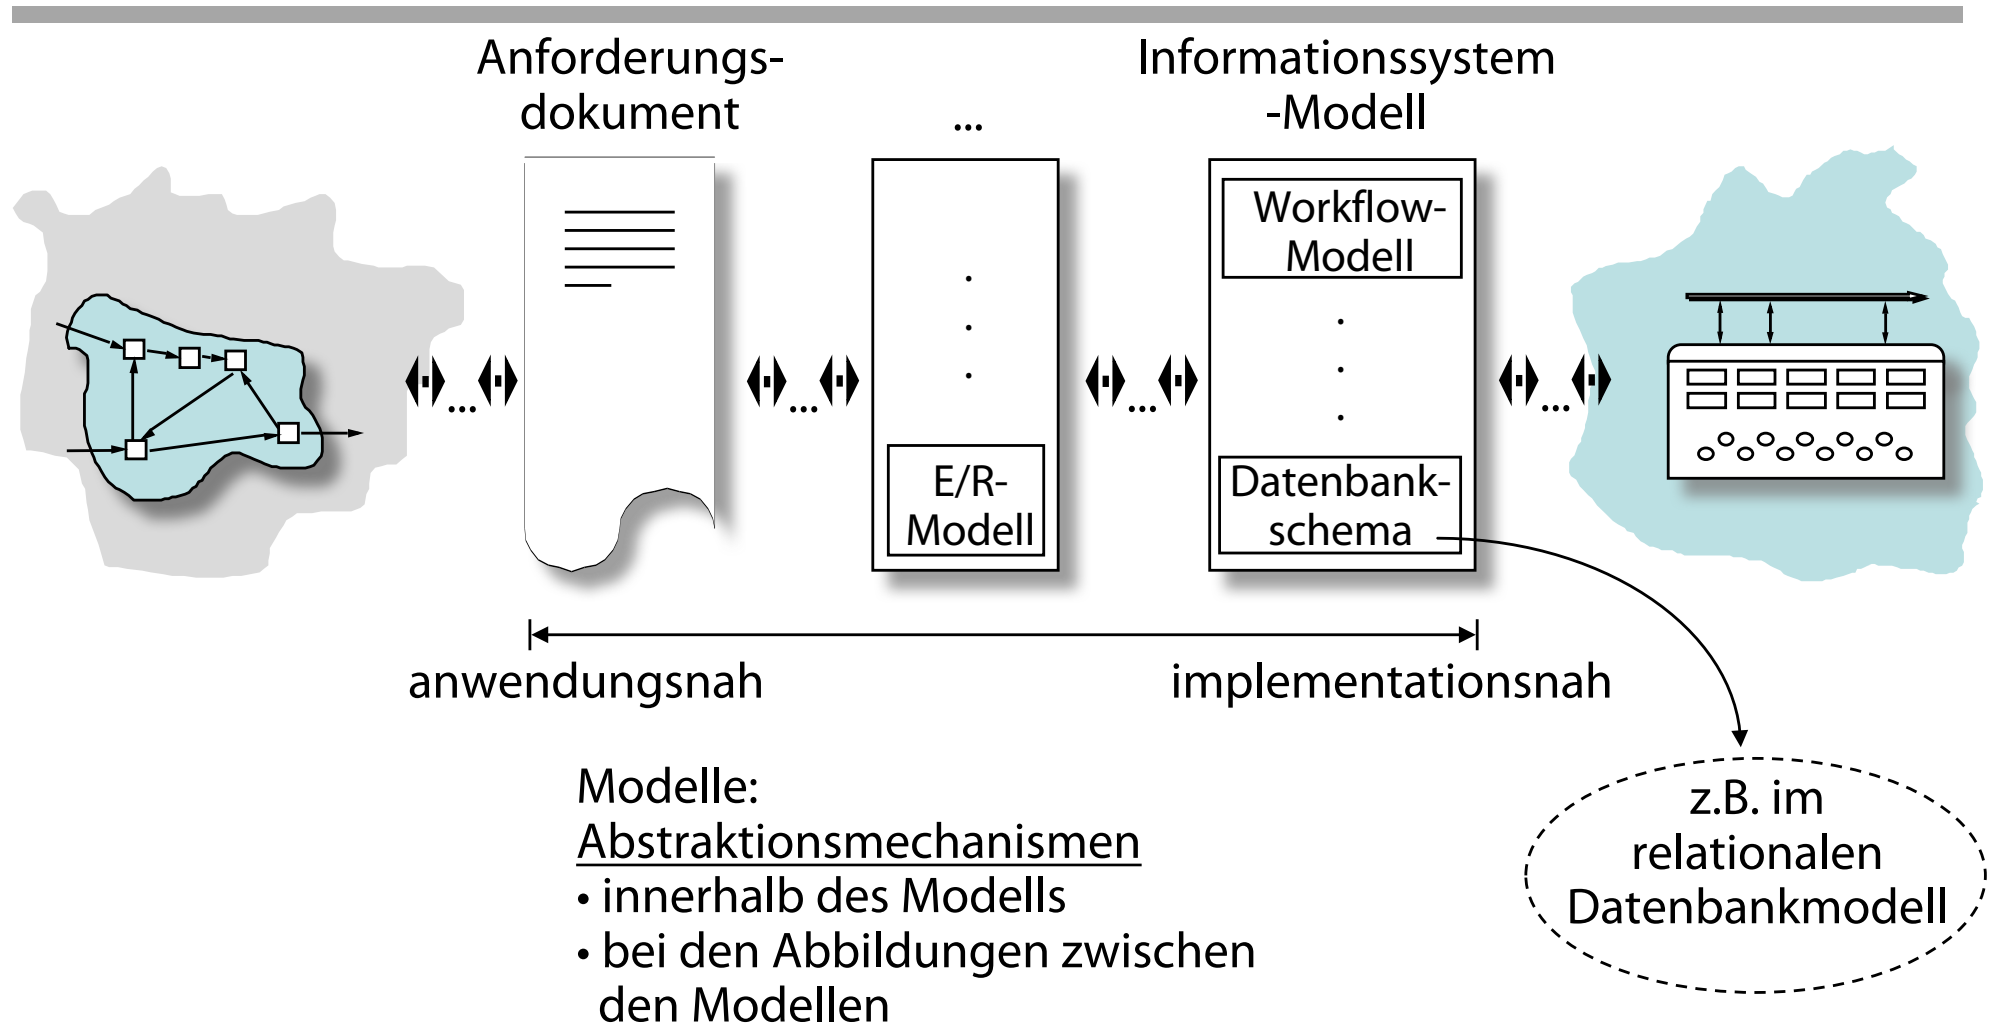 Anforderungs-
dokument
...
Informationssystem
-Modell
Workflow-
Modell
E/R-
Modell
Datenbank-
schema
...
...
...
...
anwendungsnah
implementationsnah
Modelle:
Abstraktionsmechanismen
• innerhalb des Modells
• bei den Abbildungen zwischen
den Modellen
z.B. im
relationalen
Datenbankmodell